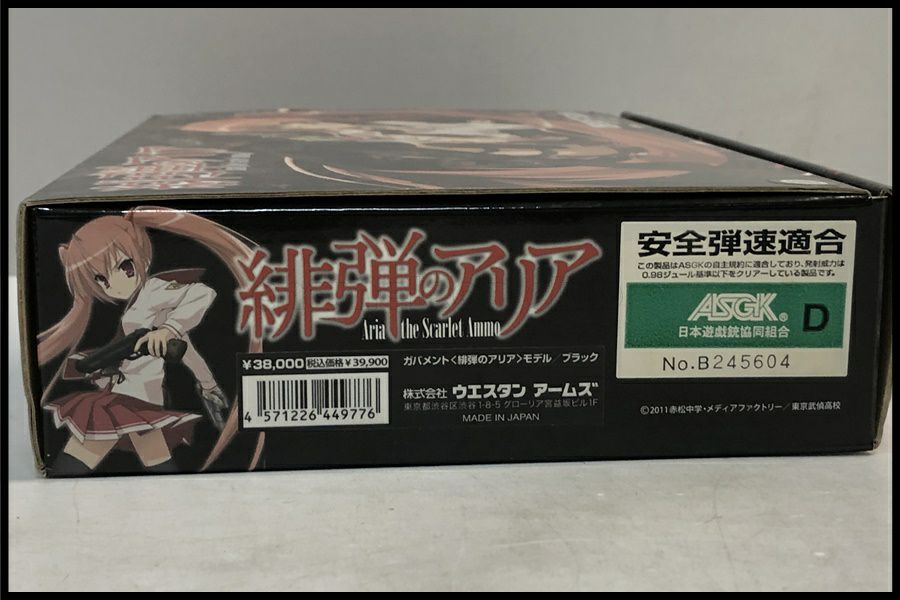 緋弾のアリア
Aria the Scarlet Ammo
¥38,000 税込価格¥39,900
4 571226 449776
ガバメント<緋弾のアリア>モデル ブラック
株式会社 ウエスタン アームズ
東京都渋谷区渋谷1-8-5 グローリア宮益坂ビル1F
MADE IN JAPAN
安全弾速適合
この製品はASGKの自主規約に適合しており、発射威力は
0.98ジュール基準以下をクリアーしている製品です。
ASGK®
日本遊戯銃協同組合
D
No.B245604
©2011赤松中学・メディアファクトリー/東京武偵高校